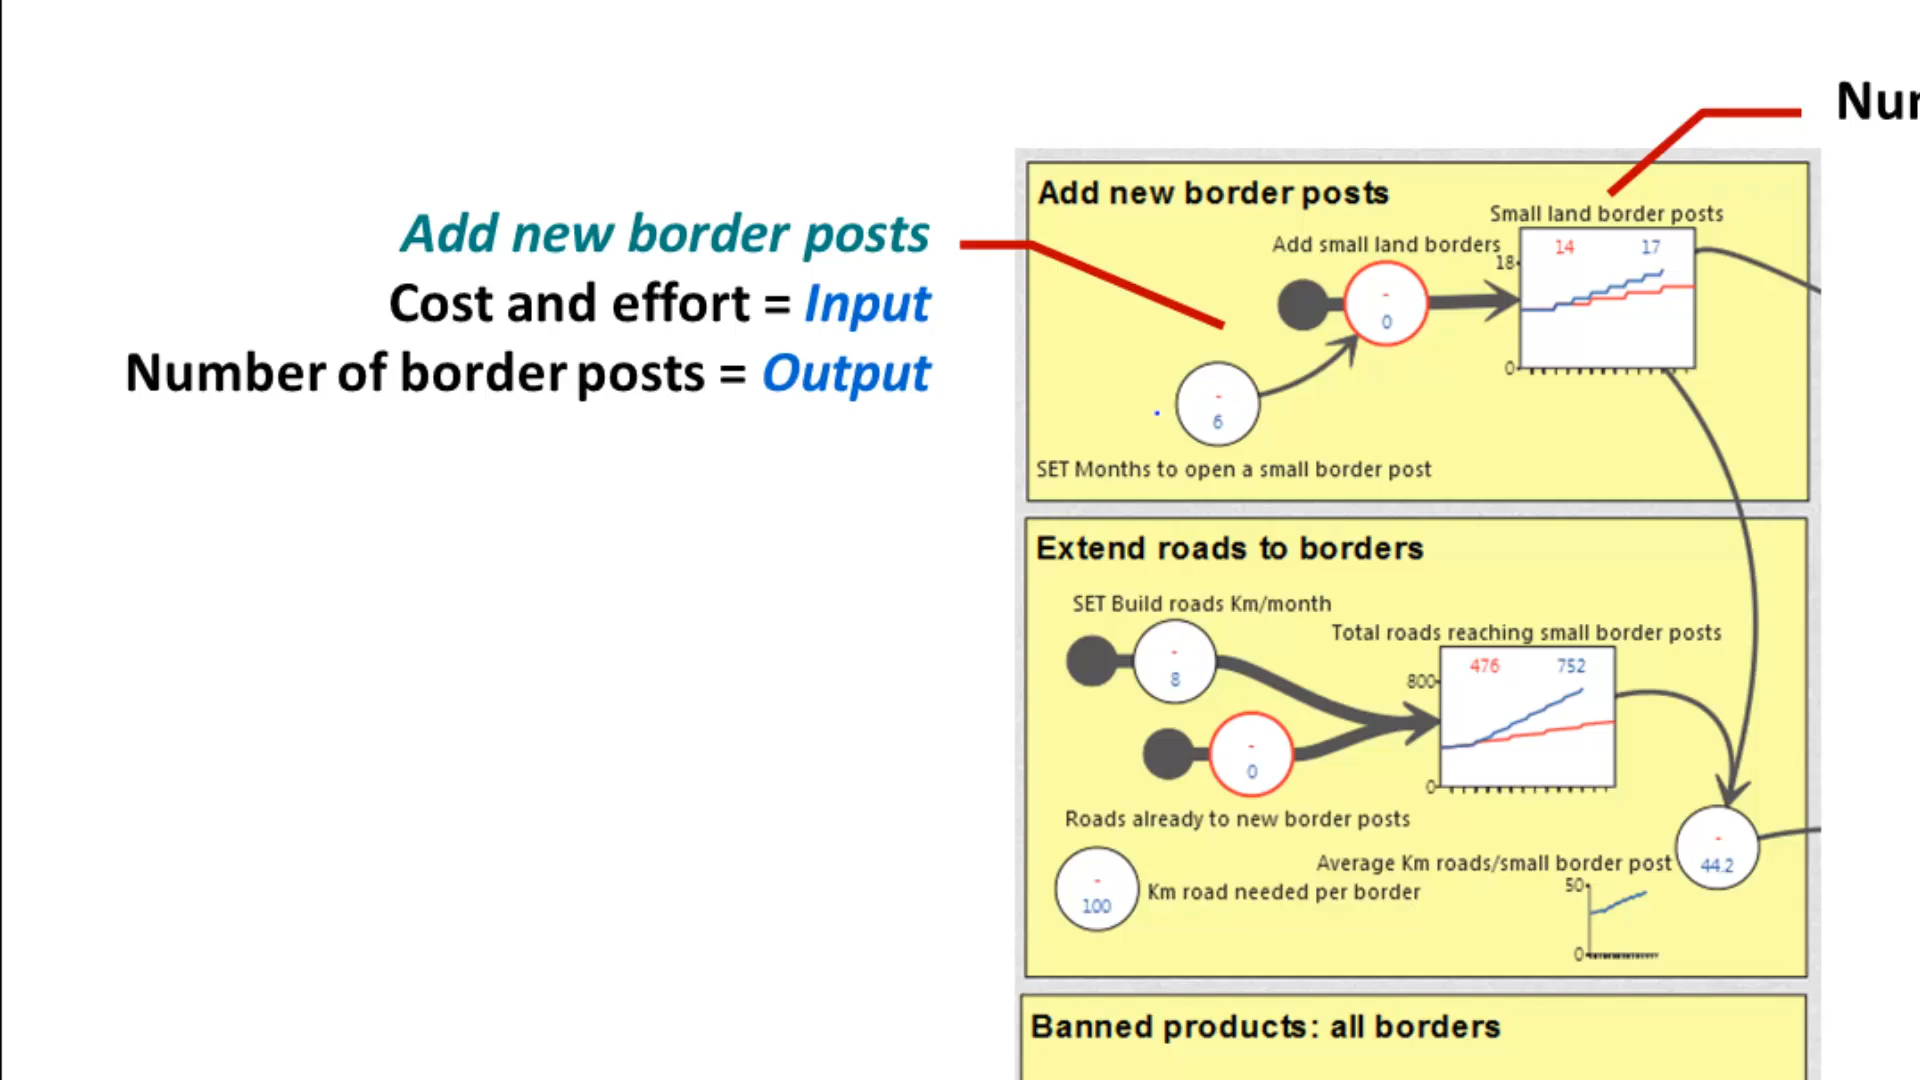 Num
Add new border posts
Cost and effort = Input
Number of border posts = Output
Add new border posts
Small land border posts
Add small land borders
14 17
18
-
0
0
-
6
SET Months to open a small border post
Extend roads to borders
SET Build roads Km/month
Total roads reaching small border posts
476 752
800
-
8
-
0
0
Roads already to new border posts
Average Km roads/small border post
-
44.2
-
100
Km road needed per border
50
0
Banned products: all borders